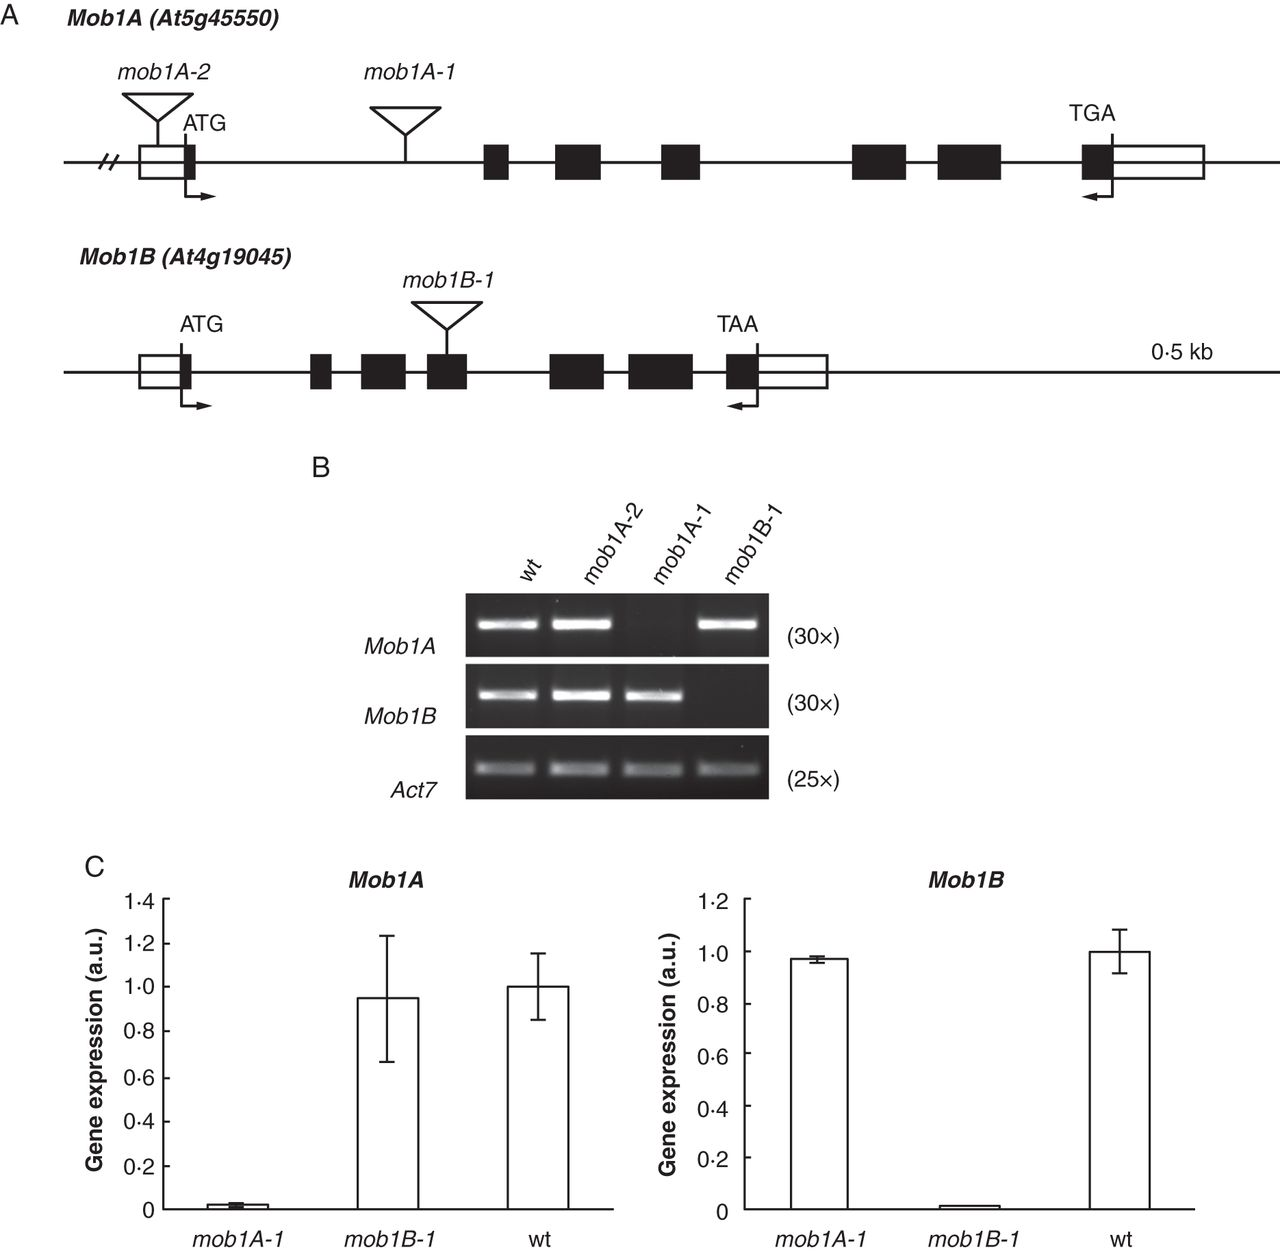 A
Mob1A (At5g45550)
mob1A-2
mob1A-1
ATG
TGA
Mob1B (At4g19045)
mob1B-1
ATG
TAA
0·5 kb
B
wt
mob1A-2
mob1A-1
mob1B-1
Mob1A
(30×)
Mob1B
(30×)
Act7
(25×)
C
Mob1A
Gene expression (a.u.)
1·4
1·2
1·0
0·8
0·6
0·4
0·2
0
mob1A-1
mob1B-1
wt
Mob1B
Gene expression (a.u.)
1·2
1·0
0·8
0·6
0·4
0·2
0
mob1A-1
mob1B-1
wt